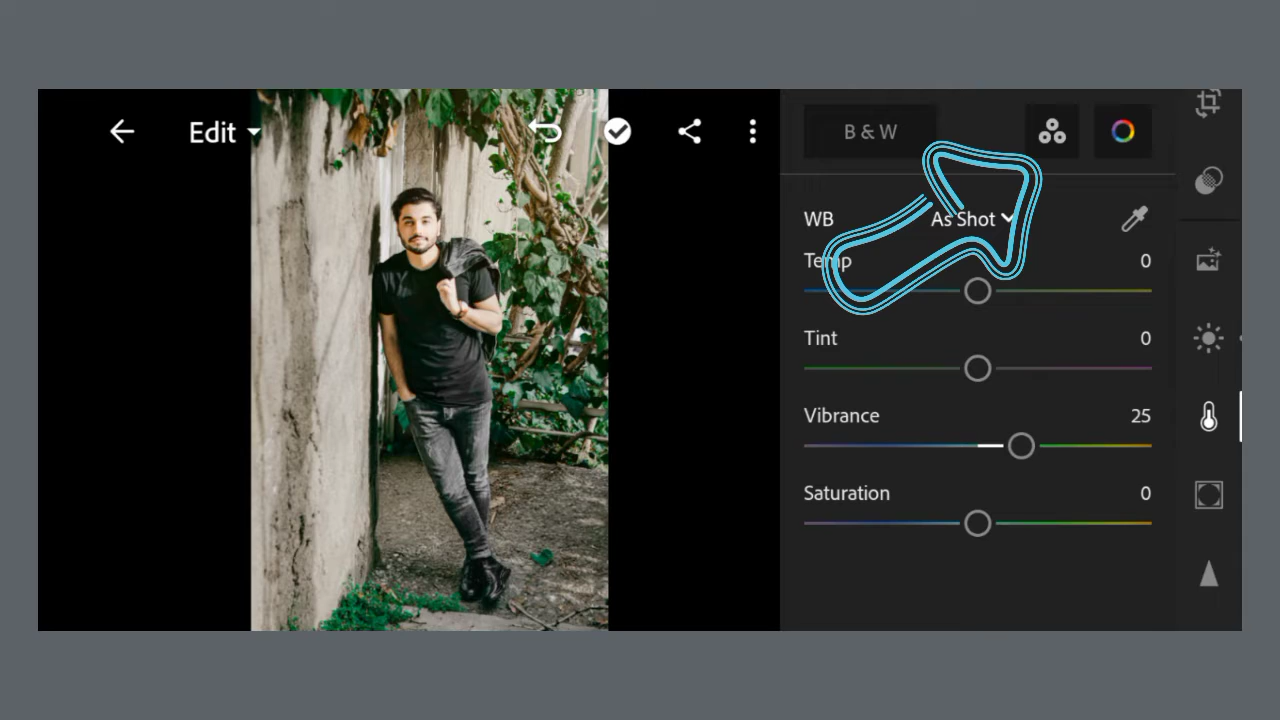 Edit
B & W
WB As Shot
Temp 0
Tint 0
Vibrance 25
Saturation 0